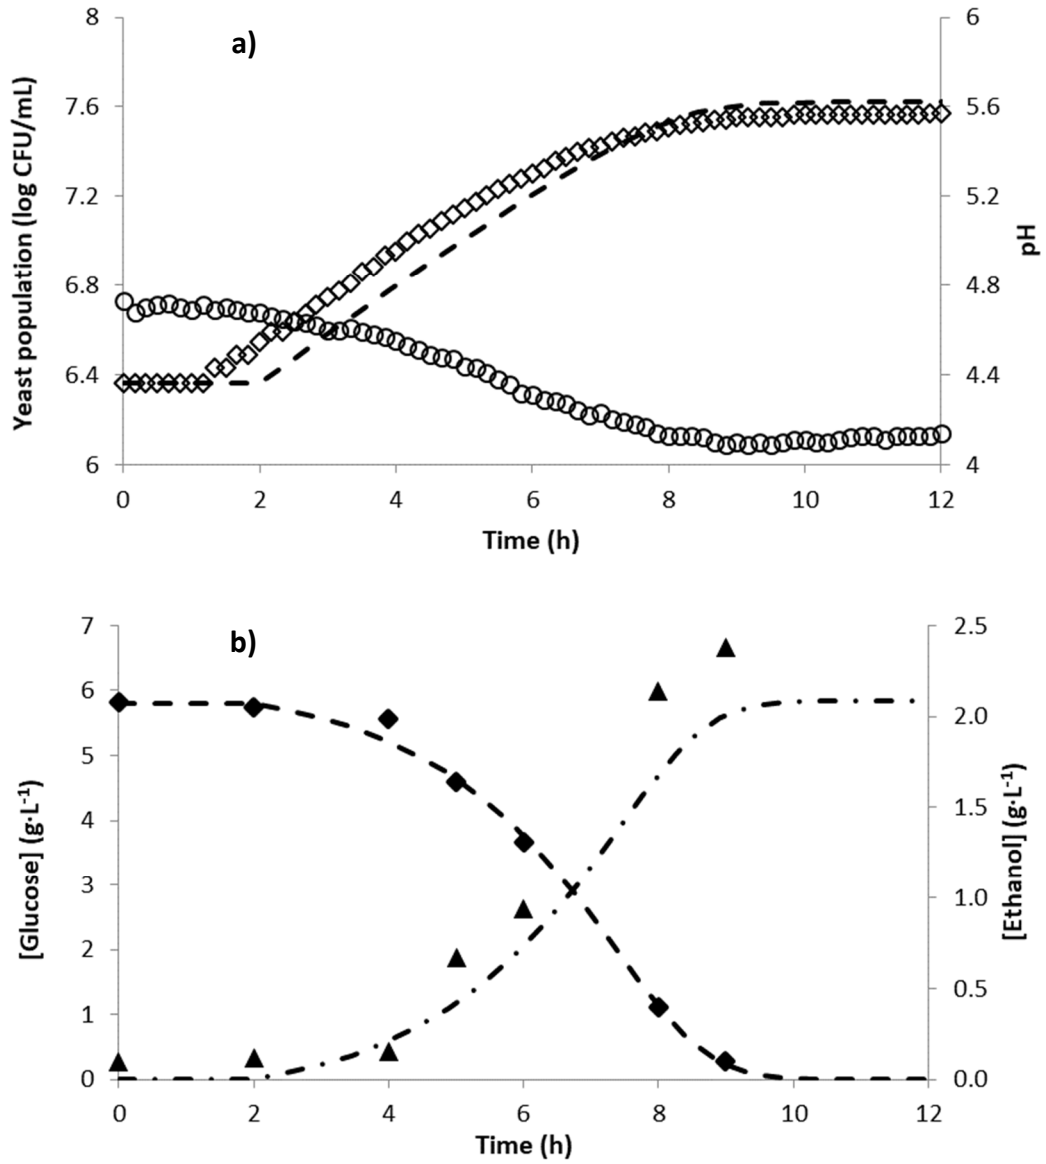 a)
8 6
7.6 5.6
7.2 5.2
6.8 4.8
6.4 4.4
6 4
Yeast population (log CFU/mL)
pH
0 2 4 6 8 10 12
Time (h)
b)
7 2.5
6 2.0
5 1.5
4 1.0
3 0.5
2 0.0
1
0
[Glucose] (g·L⁻¹)
[Ethanol] (g·L⁻¹)
0 2 4 6 8 10 12
Time (h)